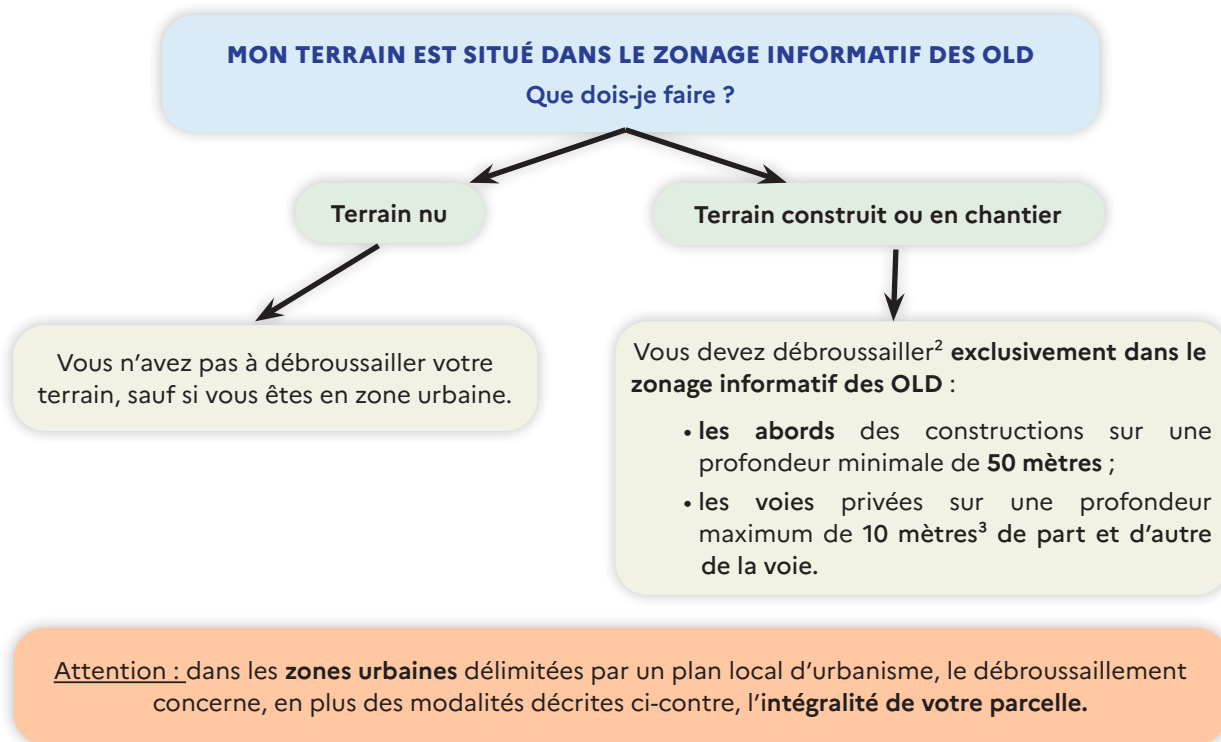 MON TERRAIN EST SITUÉ DANS LE ZONAGE INFORMATIF DES OLD
Que dois-je faire ?
Terrain nu
Terrain construit ou en chantier
Vous n’avez pas à débroussailler votre
terrain, sauf si vous êtes en zone urbaine.
Vous devez débroussailler² exclusivement dans le
zonage informatif des OLD :
• les abords des constructions sur une
profondeur minimale de 50 mètres ;
• les voies privées sur une profondeur
maximum de 10 mètres³ de part et d’autre
de la voie.
Attention : dans les zones urbaines délimitées par un plan local d’urbanisme, le débroussaillement
concerne, en plus des modalités décrites ci-contre, l’intégralité de votre parcelle.